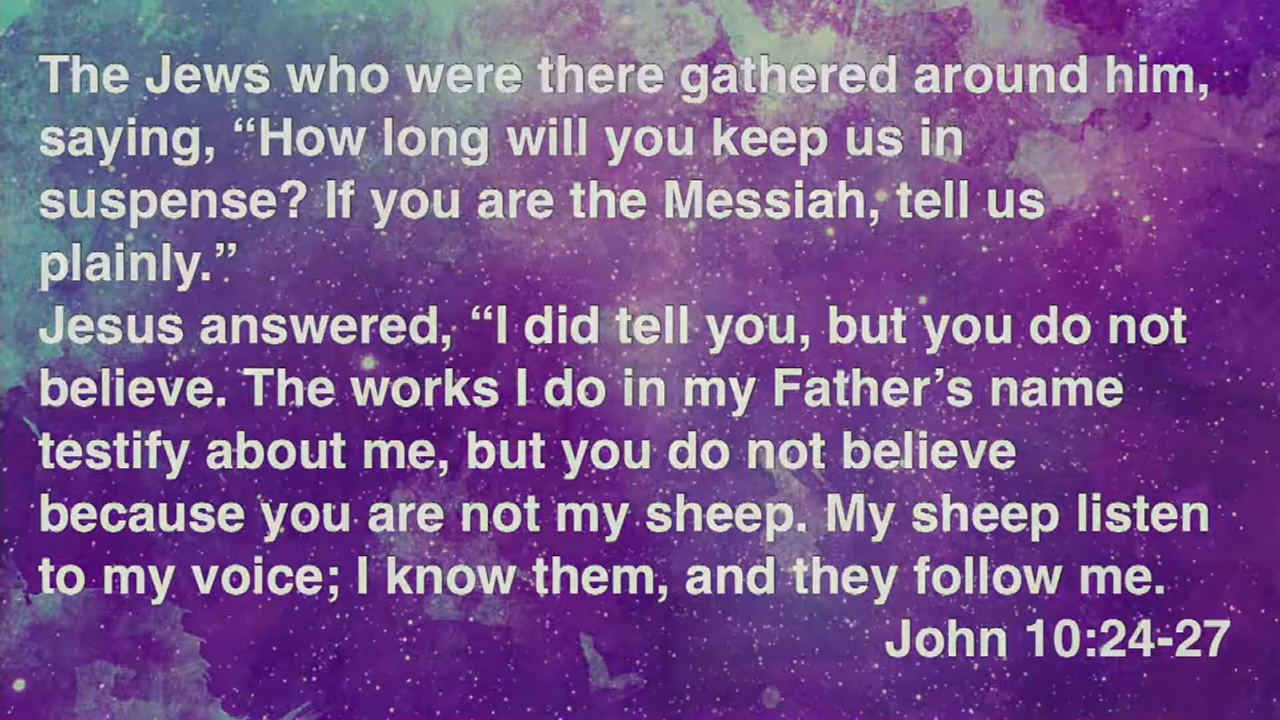 The Jews who were there gathered around him,
saying, “How long will you keep us in
suspense? If you are the Messiah, tell us
plainly.”
Jesus answered, “I did tell you, but you do not
believe. The works I do in my Father’s name
testify about me, but you do not believe
because you are not my sheep. My sheep listen
to my voice; I know them, and they follow me.
John 10:24-27